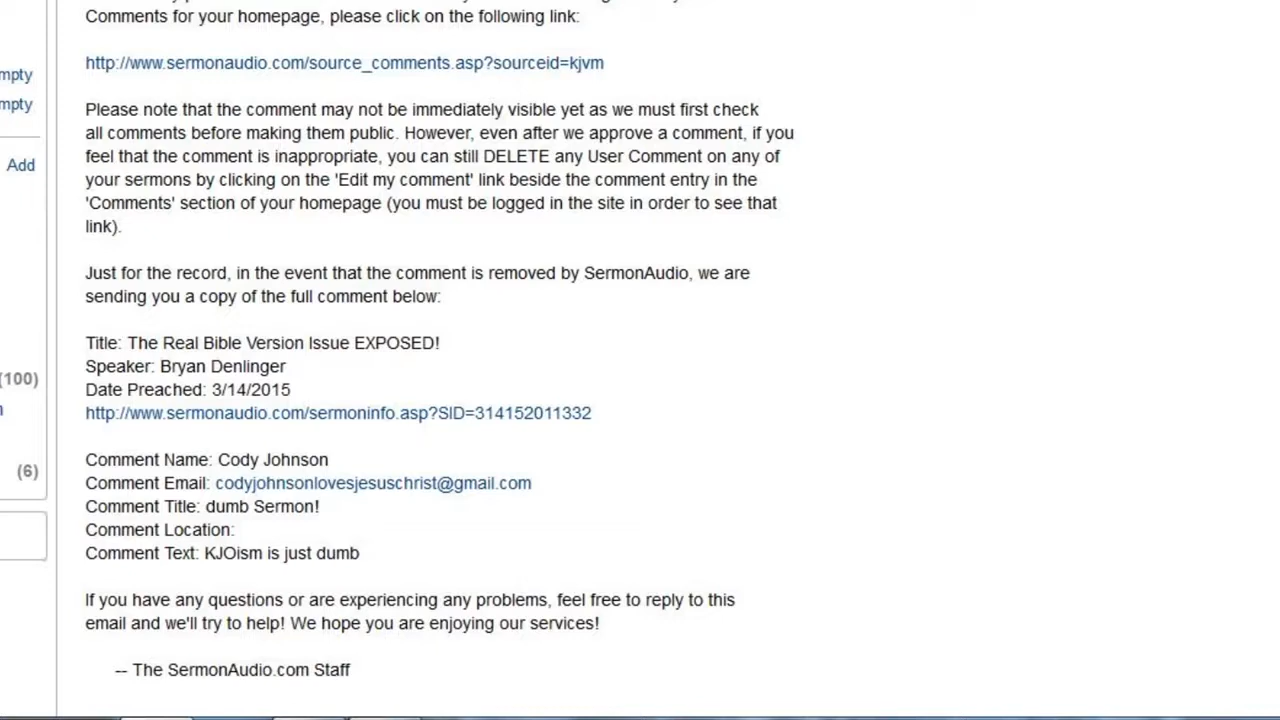 Comments for your homepage, please click on the following link:
http://www.sermonaudio.com/source_comments.asp?sourceid=kjvm
mpty
Please note that the comment may not be immediately visible yet as we must first check
mpty
all comments before making them public. However, even after we approve a comment, if you
feel that the comment is inappropriate, you can still DELETE any User Comment on any of
Add
your sermons by clicking on the 'Edit my comment' link beside the comment entry in the
'Comments' section of your homepage (you must be logged in the site in order to see that
link).
Just for the record, in the event that the comment is removed by SermonAudio, we are
sending you a copy of the full comment below:
Title: The Real Bible Version Issue EXPOSED!
Speaker: Bryan Denlinger
(100)
Date Preached: 3/14/2015
http://www.sermonaudio.com/sermoninfo.asp?SID=314152011332
Comment Name: Cody Johnson
(6)
Comment Email: codyjohnsonlovesjesuschrist@gmail.com
Comment Title: dumb Sermon!
Comment Location:
Comment Text: KJOism is just dumb
If you have any questions or are experiencing any problems, feel free to reply to this
email and we'll try to help! We hope you are enjoying our services!
-- The SermonAudio.com Staff